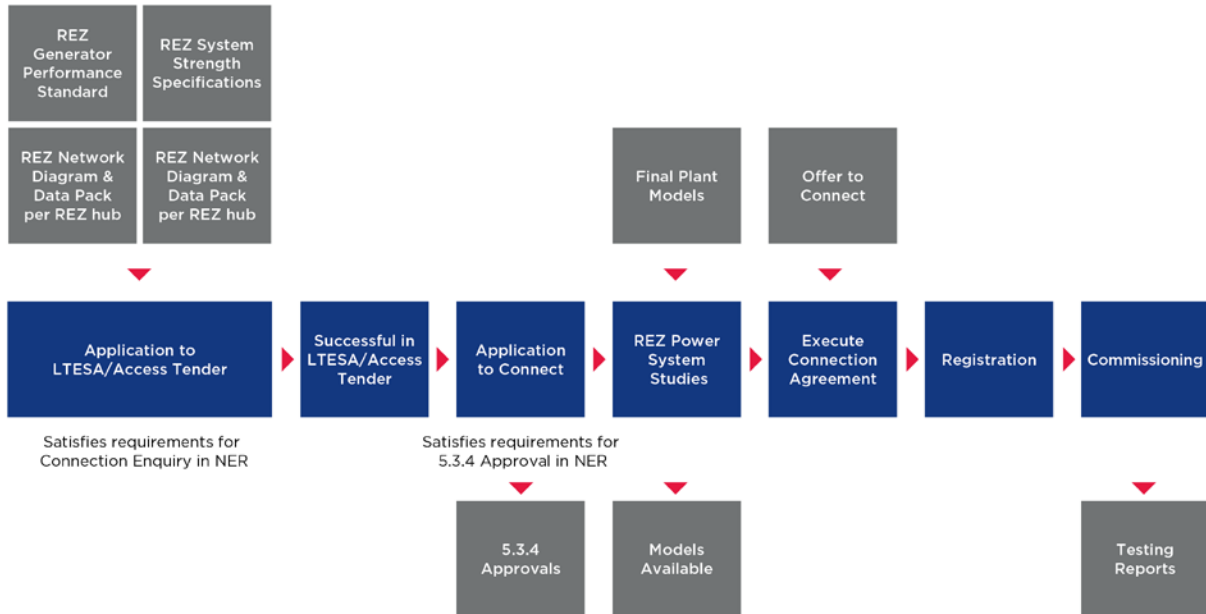 REZ
Generator
Performance
Standard
REZ System
Strength
Specifications
REZ Network
Diagram &
Data Pack
per REZ hub
REZ Network
Diagram &
Data Pack
per REZ hub
Final Plant
Models
Offer to
Connect
Application to
LTESA/Access Tender
Successful in
LTESA/Access
Tender
Application
to Connect
REZ Power
System
Studies
Execute
Connection
Agreement
Registration
Commissioning
Satisfies requirements for
Connection Enquiry in NER
Satisfies requirements for
5.3.4 Approval in NER
5.3.4
Approvals
Models
Available
Testing
Reports